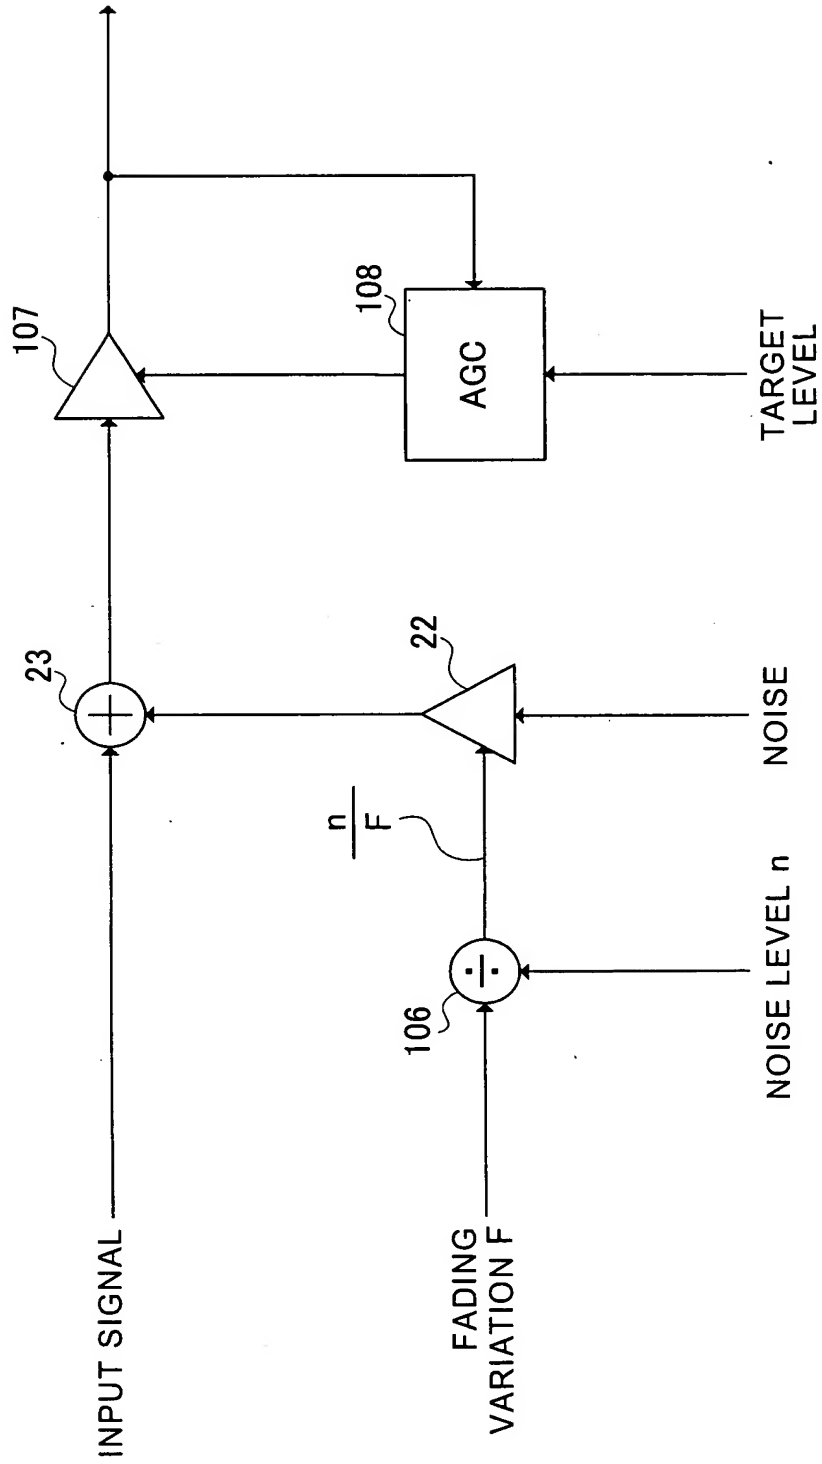 INPUT SIGNAL
23
+
107
FADING
VARIATION F
106
÷
n
F
22
108
AGC
NOISE LEVEL n
NOISE
TARGET
LEVEL